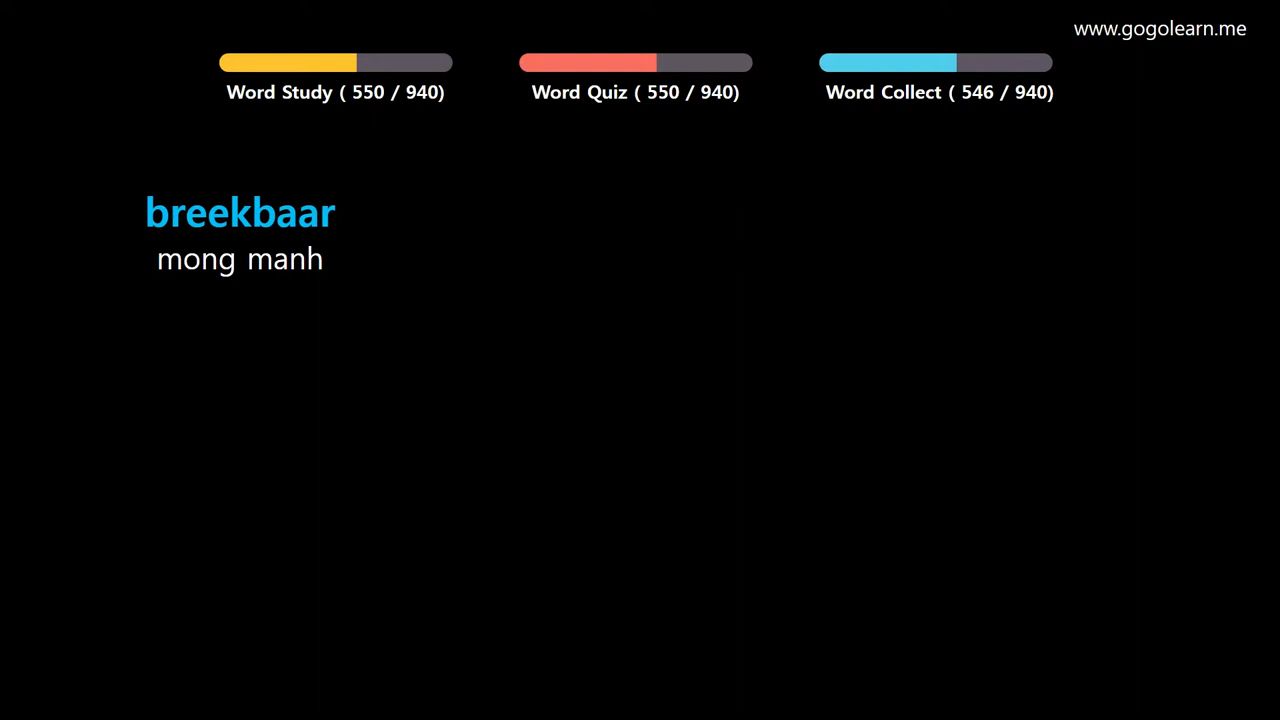 www.gogolearn.me
Word Study ( 550 / 940)
Word Quiz ( 550 / 940)
Word Collect ( 546 / 940)
breekbaar
mong manh